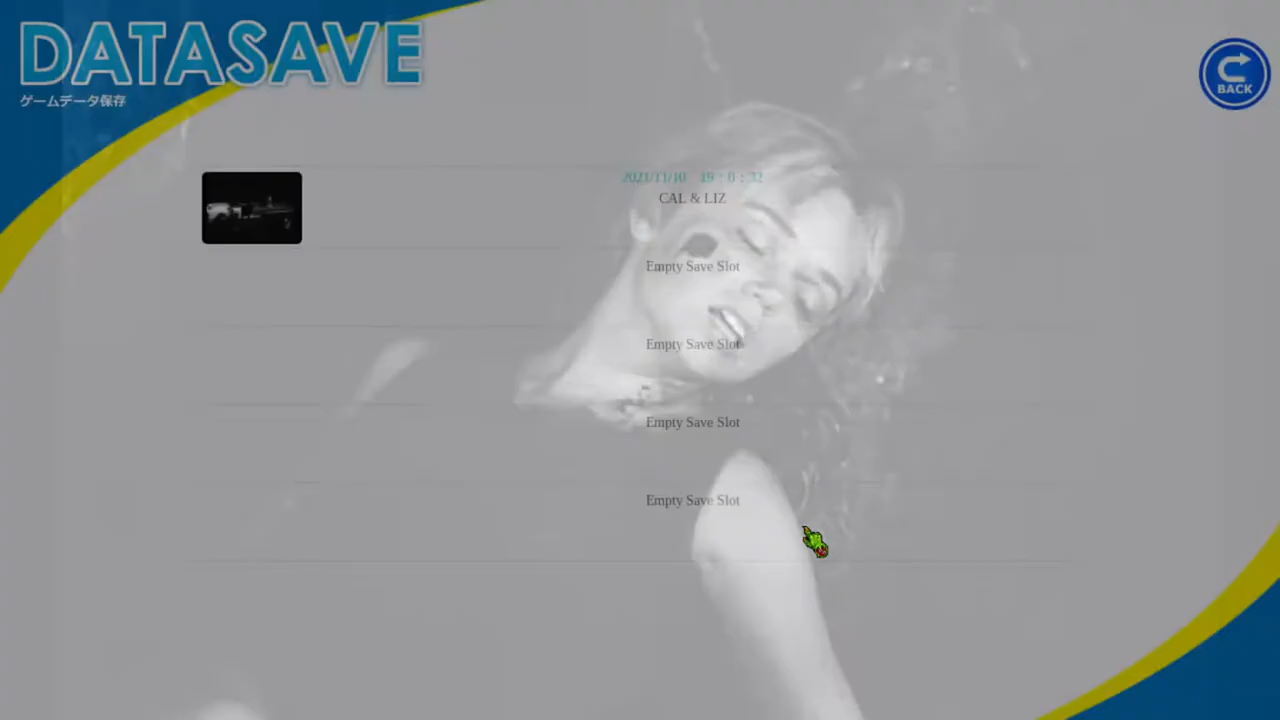 DATASAVE
ゲームデータ保存
BACK
2021/11/10 19 : 0 : 32
CAL & LIZ
Empty Save Slot
Empty Save Slot
Empty Save Slot
Empty Save Slot